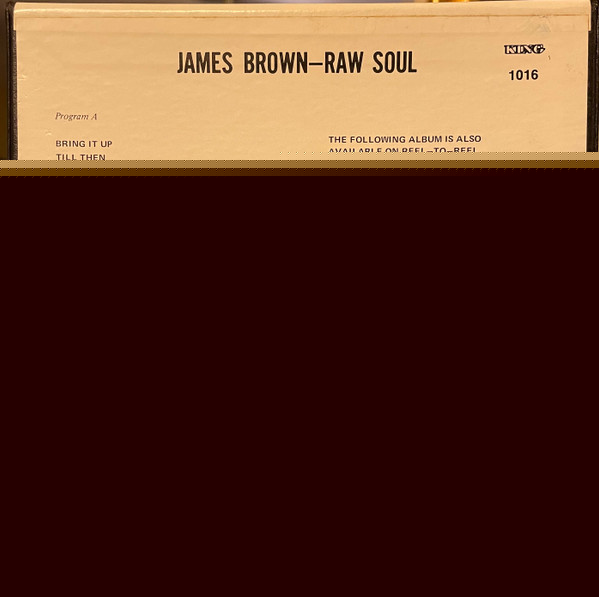 JAMES BROWN—RAW SOUL
KING
1016
Program A
BRING IT UP
TILL THEN
THE FOLLOWING ALBUM IS ALSO
AVAILABLE ON REEL—TO—REEL